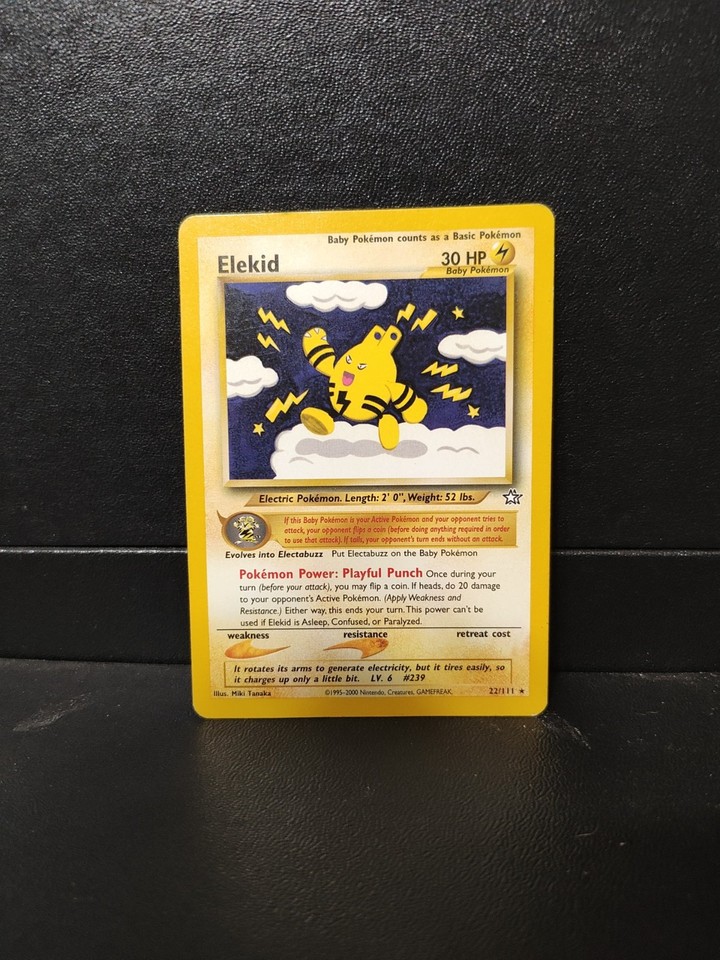 Baby Pokémon counts as a Basic Pokémon
Elekid
30 HP
Baby Pokémon
Electric Pokémon. Length: 2' 0", Weight: 52 lbs.
If this Baby Pokémon is your Active Pokémon and your opponent tries to
attack, your opponent flips a coin (before doing anything required in order
to use that attack). If tails, your opponent's turn ends without an attack.
Evolves into Electabuzz Put Electabuzz on the Baby Pokémon
Pokémon Power: Playful Punch Once during your
turn (before your attack), you may flip a coin. If heads, do 20 damage
to your opponent's Active Pokémon. (Apply Weakness and
Resistance.) Either way, this ends your turn. This power can't be
used if Elekid is Asleep, Confused, or Paralyzed.
weakness resistance retreat cost
It rotates its arms to generate electricity, but it tires easily, so
it charges up only a little bit. LV. 6 #239
Illus. Miki Tanaka ©1995-2000 Nintendo, Creatures, GAMEFREAK. 22/111 ★